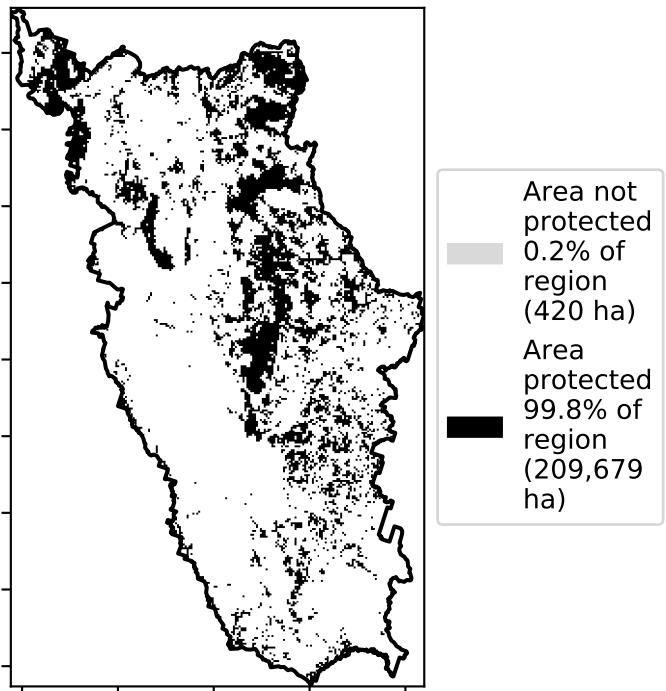 Area not
protected
0.2% of
region
(420 ha)
Area
protected
99.8% of
region
(209,679
ha)